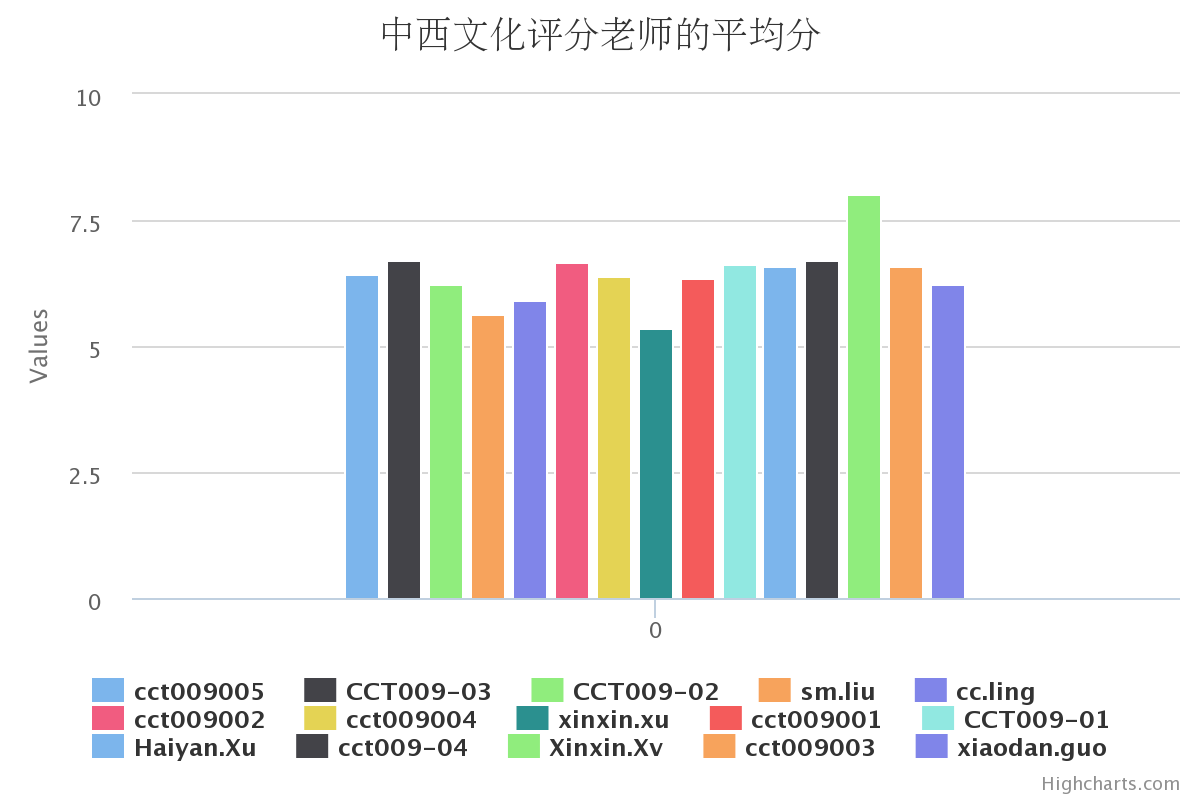 中西文化评分老师的平均分
10
7.5
5
2.5
0
Values
0
cct009005 CCT009-03 CCT009-02 sm.liu cc.ling
cct009002 cct009004 xinxin.xu cct009001 CCT009-01
Haiyan.Xu cct009-04 Xinxin.Xv cct009003 xiaodan.guo
Highcharts.com